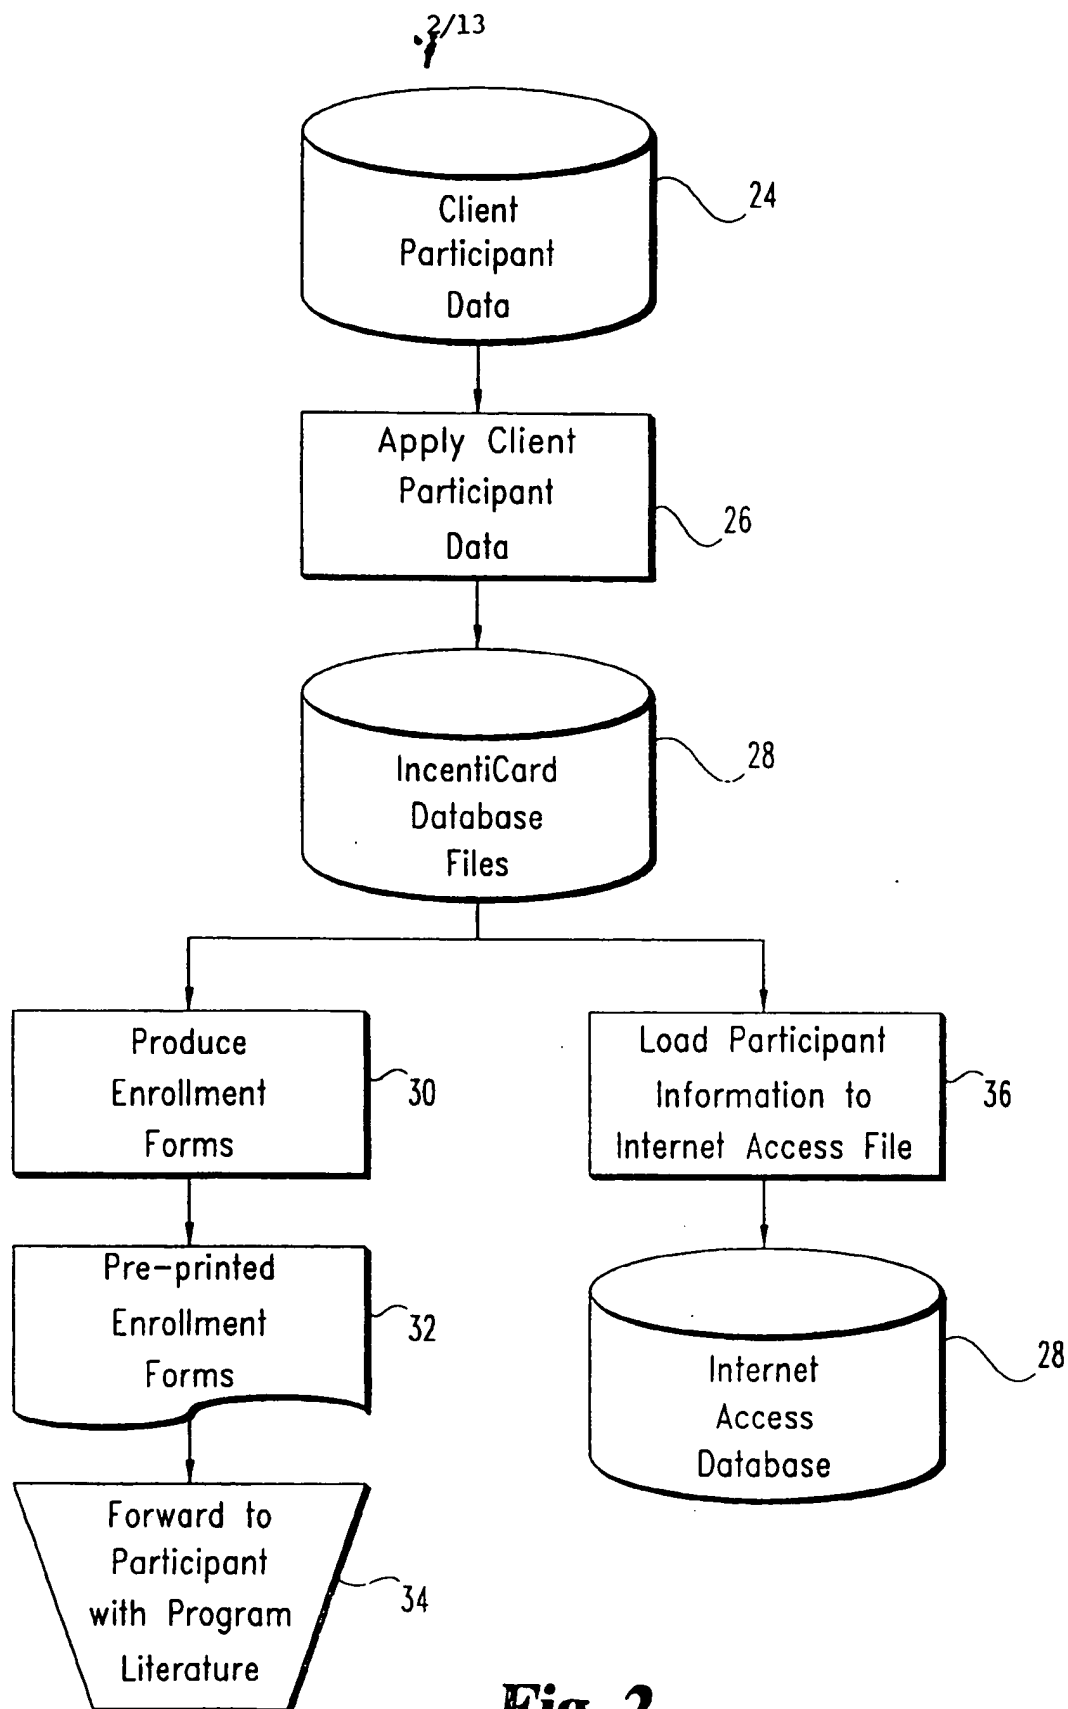 2/13
Client
Participant
Data
24
Apply Client
Participant
Data
26
IncentiCard
Database
Files
28
Produce
Enrollment
Forms
30
Load Participant
Information to
Internet Access File
36
Pre-printed
Enrollment
Forms
32
Internet
Access
Database
28
Forward to
Participant
with Program
Literature
34
Fig. 2